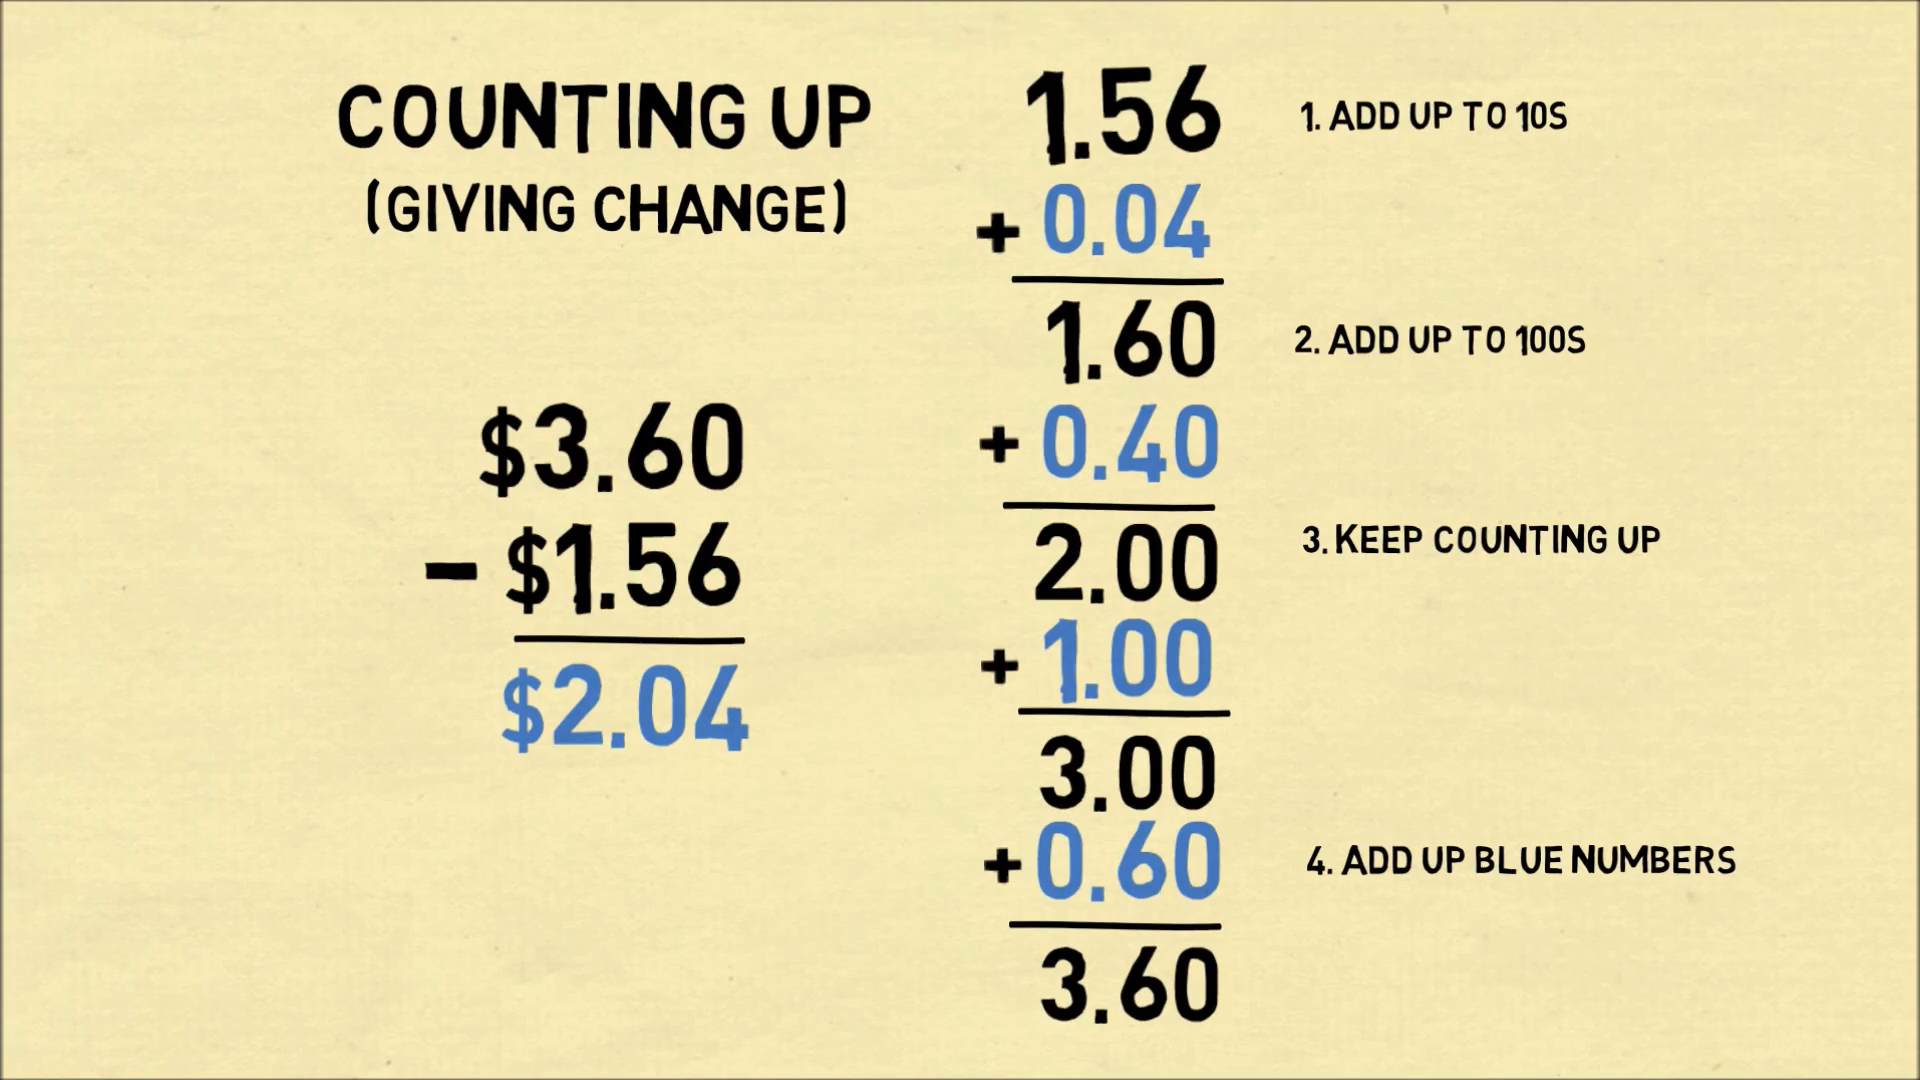 COUNTING UP
(GIVING CHANGE)
$3.60
- $1.56
$2.04
1.56
+ 0.04
1.60
+ 0.40
2.00
+ 1.00
3.00
+ 0.60
3.60
1. ADD UP TO 10S
2. ADD UP TO 100S
3. KEEP COUNTING UP
4. ADD UP BLUE NUMBERS